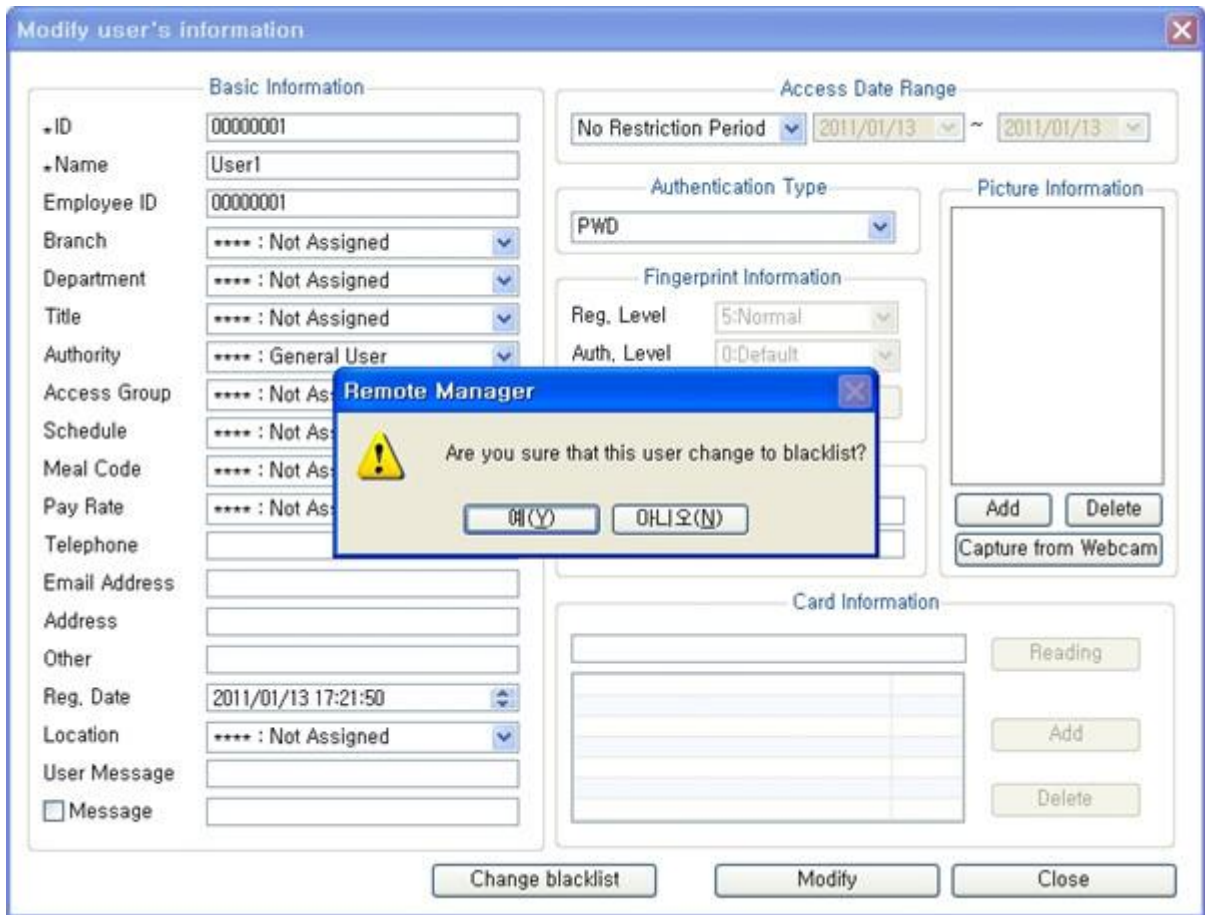 Modify user's information
Basic Information
*ID 00000001
*Name User1
Employee ID 00000001
Branch **** : Not Assigned
Department **** : Not Assigned
Title **** : Not Assigned
Authority **** : General User
Access Group **** : Not As
Schedule **** : Not As
Meal Code **** : Not As
Pay Rate **** : Not As
Telephone
Email Address
Address
Other
Reg. Date 2011/01/13 17:21:50
Location **** : Not Assigned
User Message
Message
Access Date Range
No Restriction Period 2011/01/13 ~ 2011/01/13
Authentication Type
PWD
Fingerprint Information
Reg. Level 5:Normal
Auth. Level 0:Default
Picture Information
Add Delete
Capture from Webcam
Remote Manager
Are you sure that this user change to blacklist?
예(Y) 아니오(N)
Card Information
Reading
Add
Delete
Change blacklist Modify Close